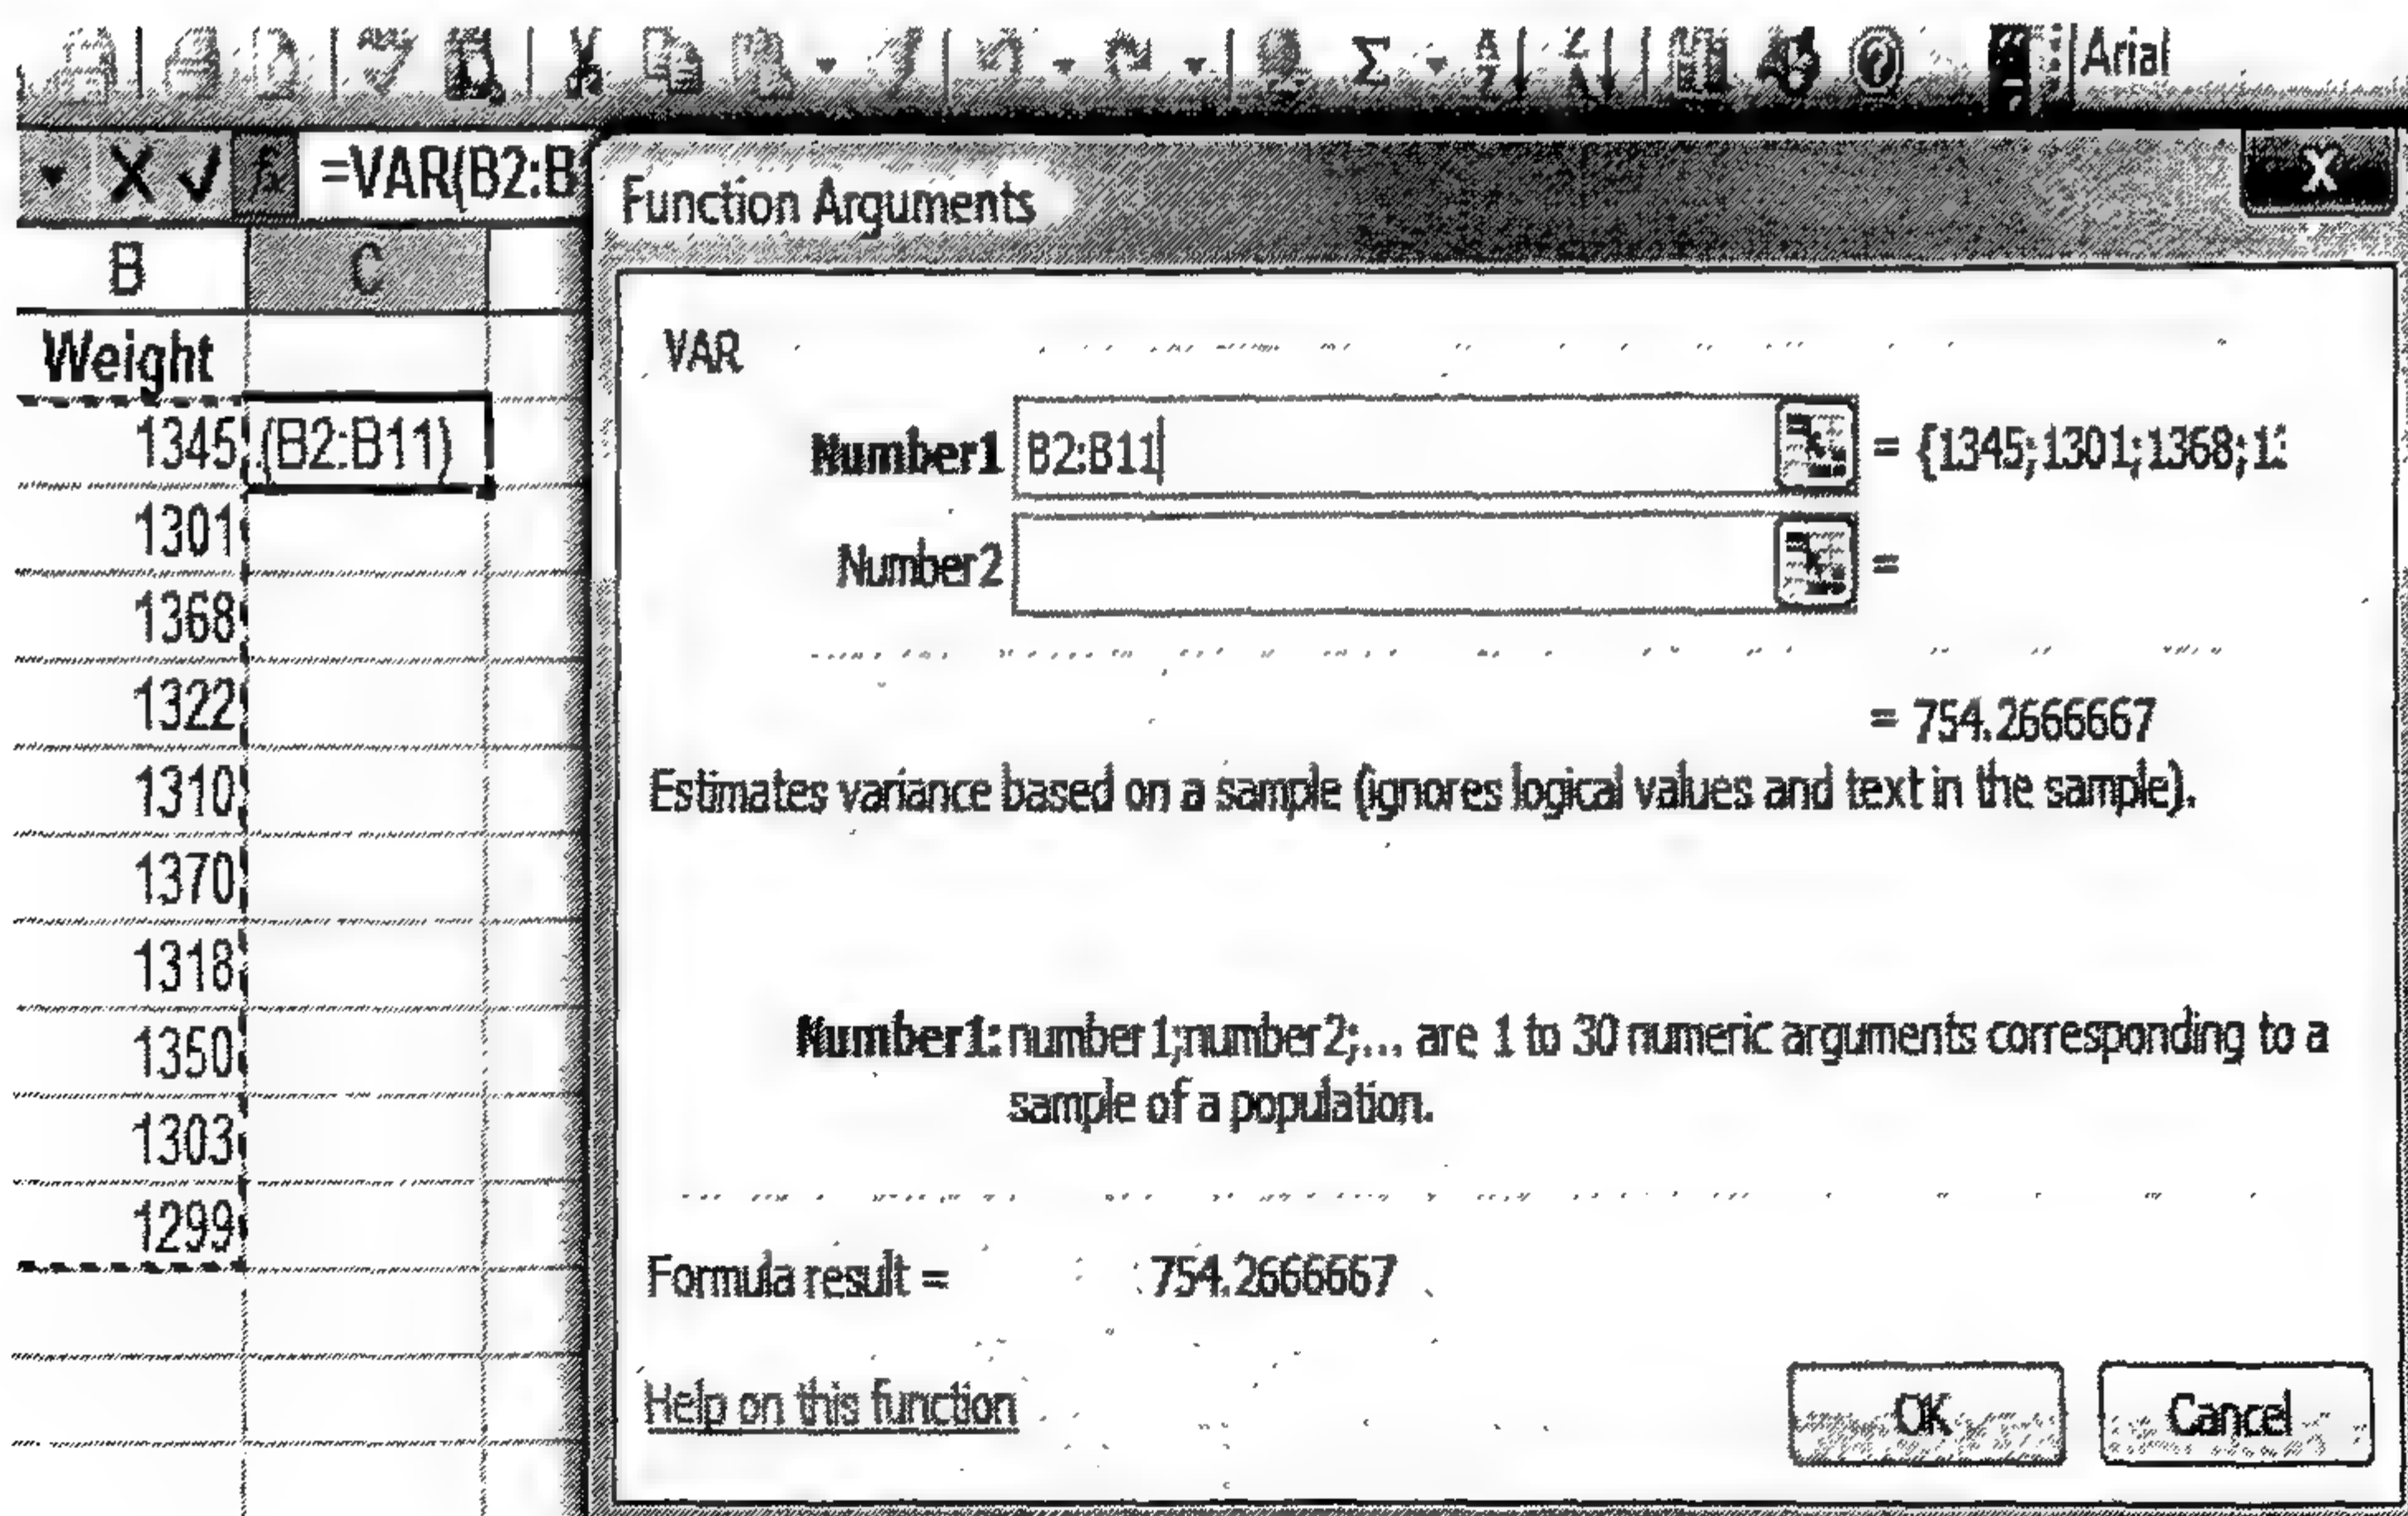 Arial
=VAR(B2:B
Function Arguments
B
C
Weight
1345
(B2:B11)
1301
1368
1322
1310
1370
1318
1350
1303
1299
VAR
Number1
B2:B11
= {1345;1301;1368;13
Number2
=
= 754.2666667
Estimates variance based on a sample (ignores logical values and text in the sample).
Number1: number1;number2;... are 1 to 30 numeric arguments corresponding to a
sample of a population.
Formula result =
754.2666667
Help on this function
OK
Cancel